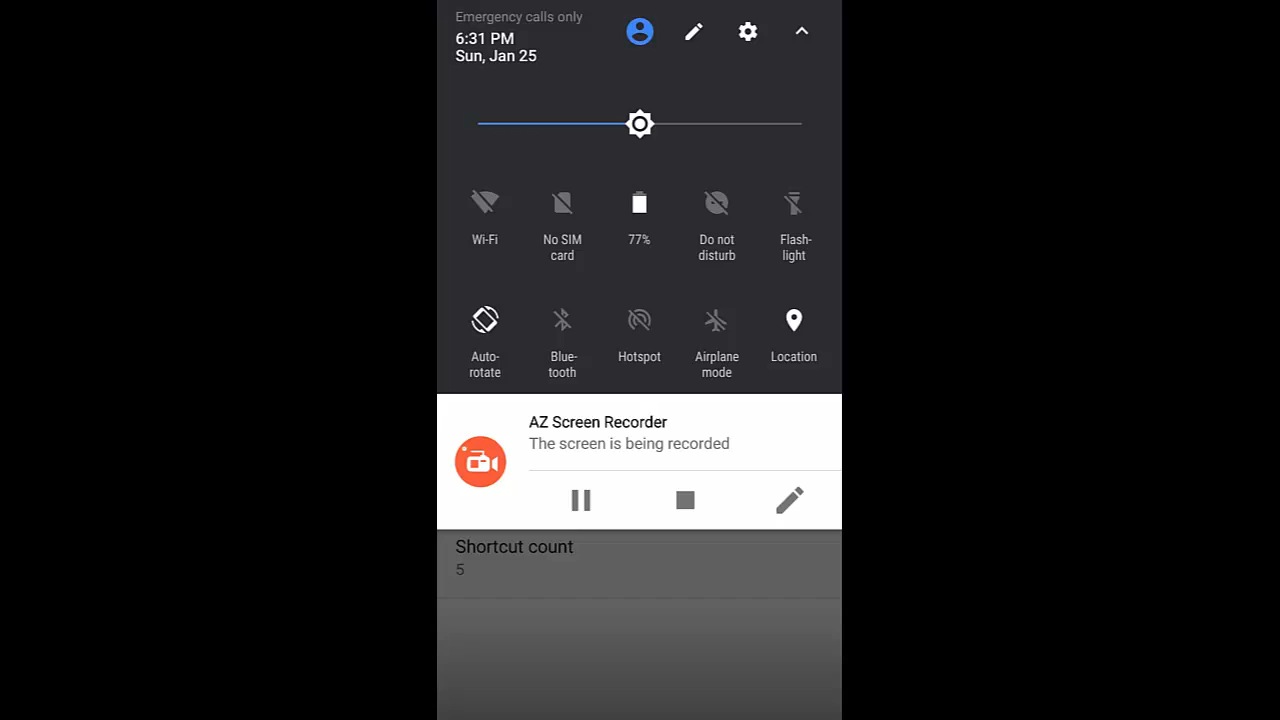 Emergency calls only
6:31 PM
Sun, Jan 25
Wi-Fi
No SIM
card
77%
Do not
disturb
Flash-
light
Auto-
rotate
Blue-
tooth
Hotspot
Airplane
mode
Location
AZ Screen Recorder
The screen is being recorded
Shortcut count
5